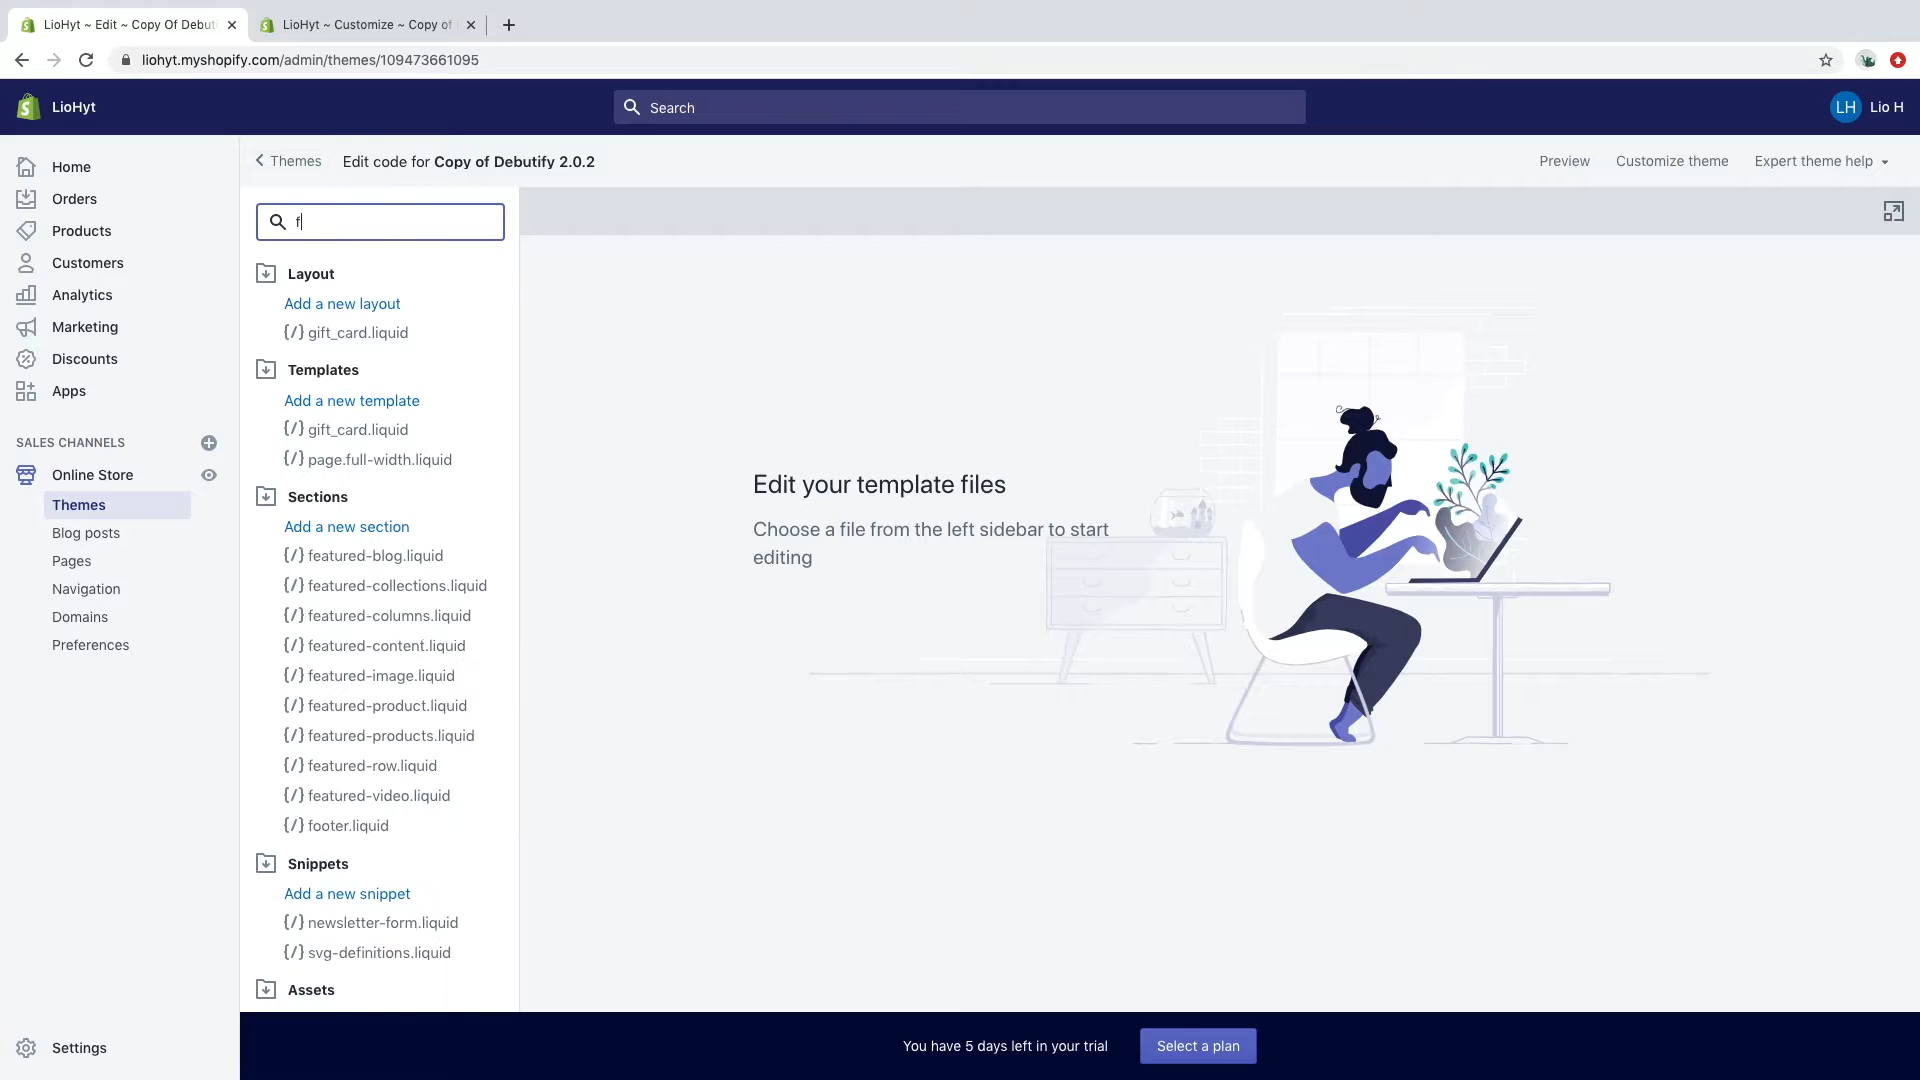 LioHyt ~ Edit ~ Copy Of Debuti
LioHyt ~ Customize ~ Copy of
liohyt.myshopify.com/admin/themes/109473661095
LioHyt
Search
LH Lio H
Home
Orders
Products
Customers
Analytics
Marketing
Discounts
Apps
SALES CHANNELS
Online Store
Themes
Blog posts
Pages
Navigation
Domains
Preferences
Settings
Themes
Edit code for Copy of Debutify 2.0.2
Preview
Customize theme
Expert theme help
f
Layout
Add a new layout
{/} gift_card.liquid
Templates
Add a new template
{/} gift_card.liquid
{/} page.full-width.liquid
Sections
Add a new section
{/} featured-blog.liquid
{/} featured-collections.liquid
{/} featured-columns.liquid
{/} featured-content.liquid
{/} featured-image.liquid
{/} featured-product.liquid
{/} featured-products.liquid
{/} featured-row.liquid
{/} featured-video.liquid
{/} footer.liquid
Snippets
Add a new snippet
{/} newsletter-form.liquid
{/} svg-definitions.liquid
Assets
Edit your template files
Choose a file from the left sidebar to start
editing
You have 5 days left in your trial
Select a plan